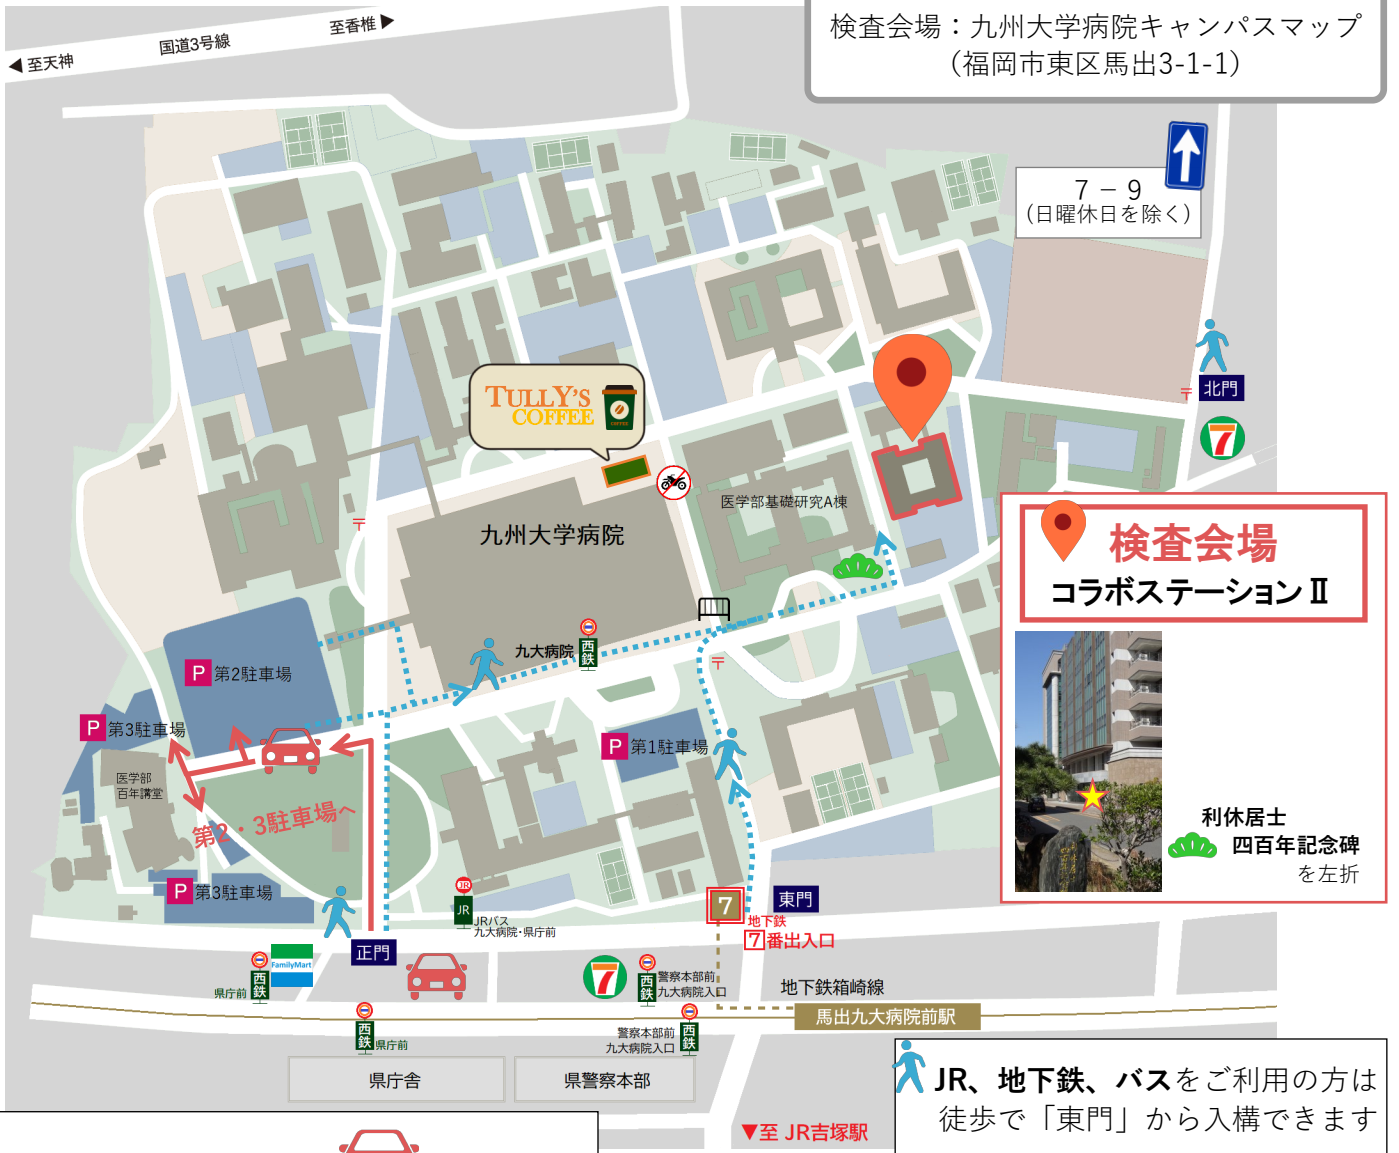 検査会場：九州大学病院キャンパスマップ
（福岡市東区馬出3-1-1）
至香椎▶
国道3号線
◀至天神
7 − 9
（日曜休日を除く）
北門
〒
7
TULLY'S
COFFEE
COFFEE
医学部基礎研究A棟
九州大学病院
〒
検査会場
コラボステーションⅡ
利休居士
四百年記念碑
を左折
九大病院
西鉄
〒
P 第2駐車場
P 第3駐車場
P 第1駐車場
医学部
百年講堂
第2・3駐車場へ
P 第3駐車場
JR
JR
JRバス
九大病院・県庁前
7
東門
地下鉄
7番出入口
正門
FamilyMart
県庁前
西鉄
7
西鉄
警察本部前
九大病院入口
地下鉄箱崎線
馬出九大病院前駅
西鉄
県庁前
警察本部前
九大病院入口
西鉄
県庁舎
県警察本部
▼至 JR吉塚駅
JR、地下鉄、バスをご利用の方は
徒歩で「東門」から入構できます